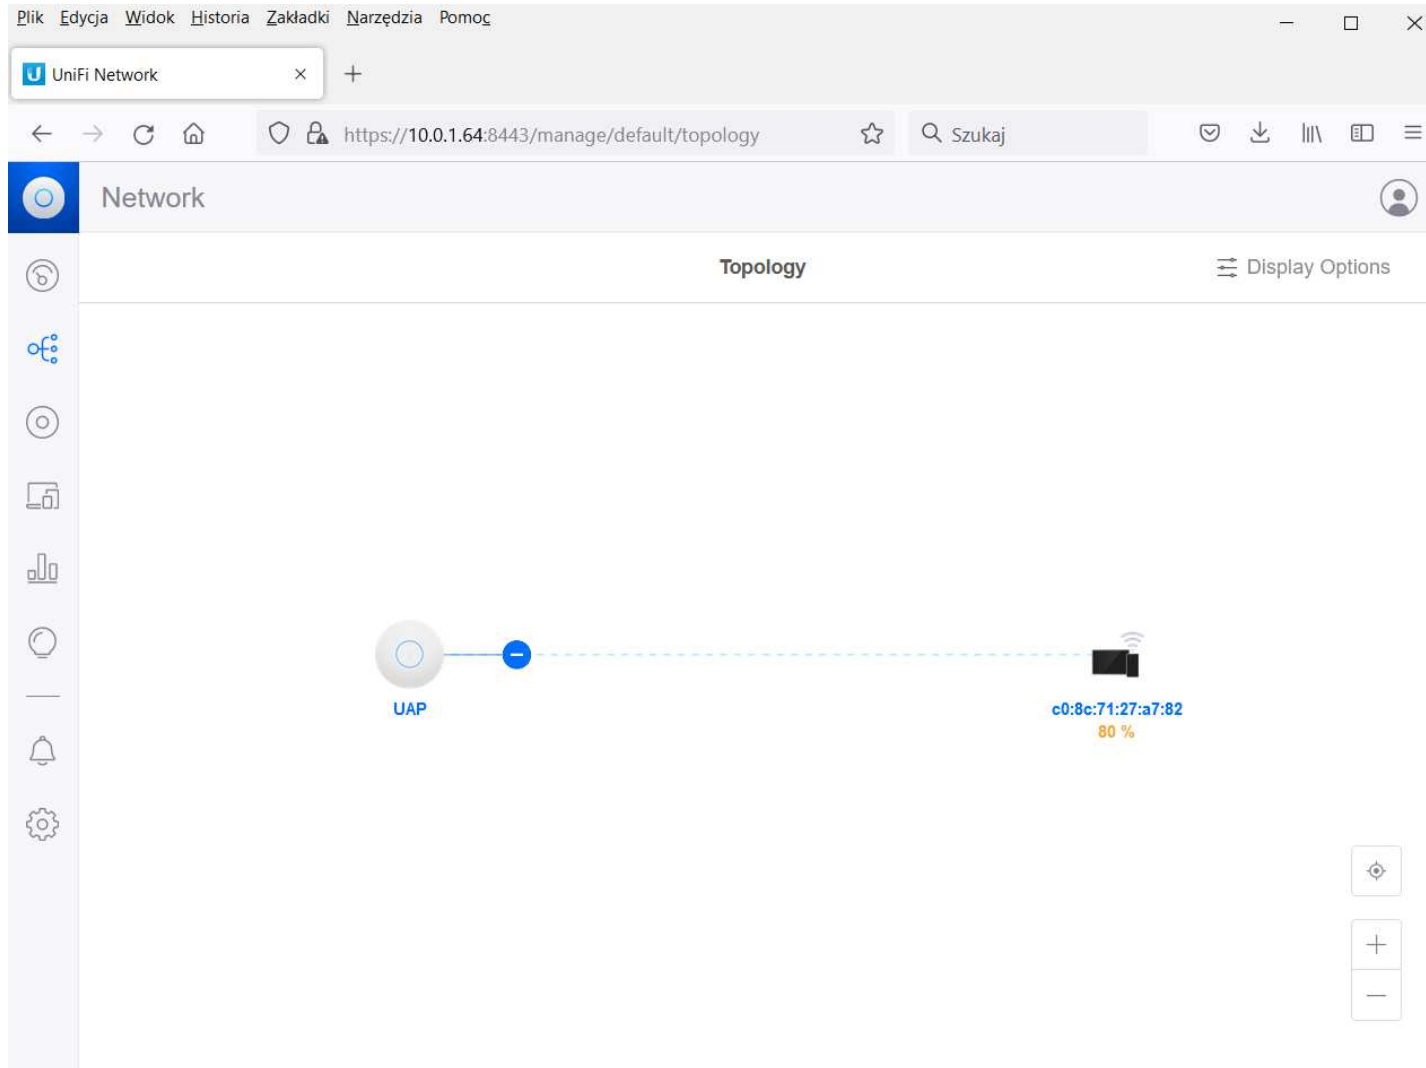 Plik Edycja Widok Historia Zakładki Narzędzia Pomoc
UniFi Network
https://10.0.1.64:8443/manage/default/topology
Szukaj
Network
Topology
Display Options
UAP
c0:8c:71:27:a7:82
80 %